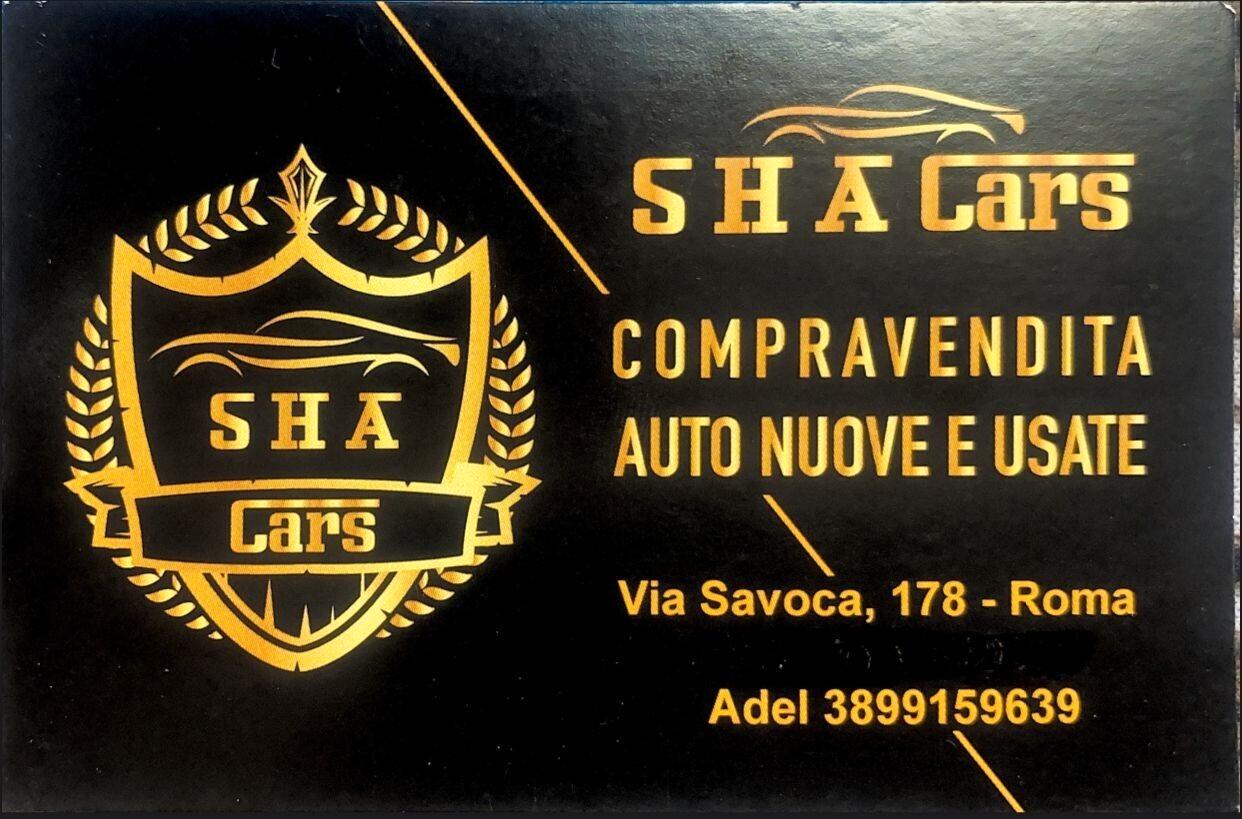 SHA
Cars
SHA Cars
COMPRAVENDITA
AUTO NUOVE E USATE
Via Savoca, 178 - Roma
Adel 3899159639